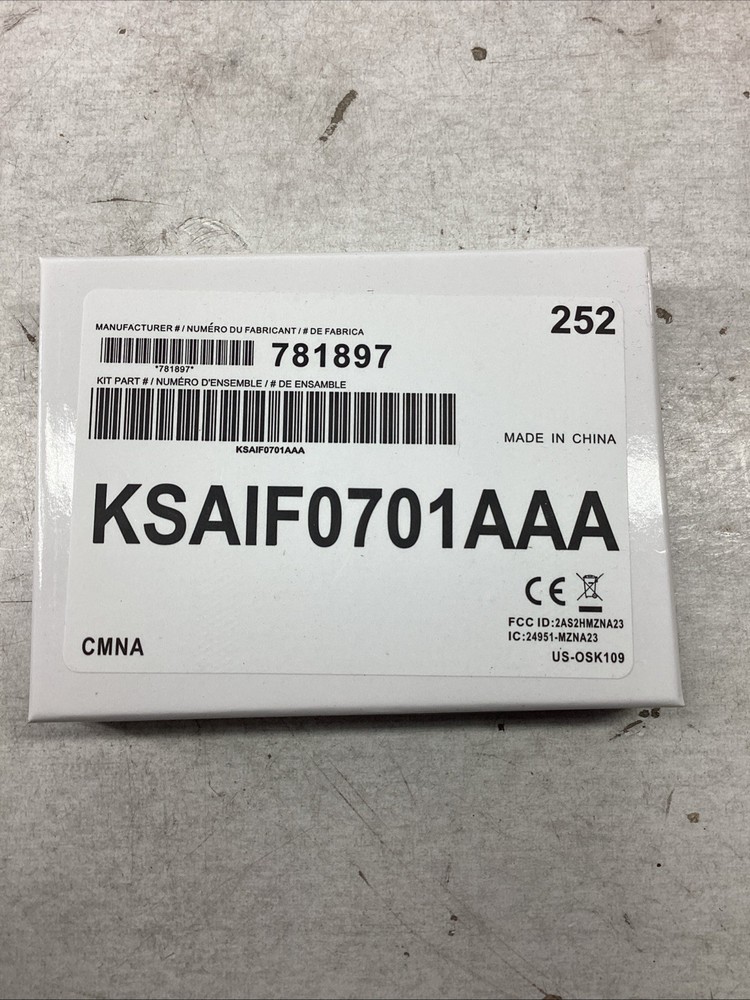 252
MANUFACTURER # / NUMÉRO DU FABRICANT / # DE FABRICA
781897
*781897*
KIT PART # / NUMÉRO D'ENSEMBLE / # DE ENSAMBLE
KSAIF0701AAA
MADE IN CHINA
KSAIF0701AAA
CE
FCC ID:2AS2HMZNA23
IC:24951-MZNA23
CMNA
US-OSK109